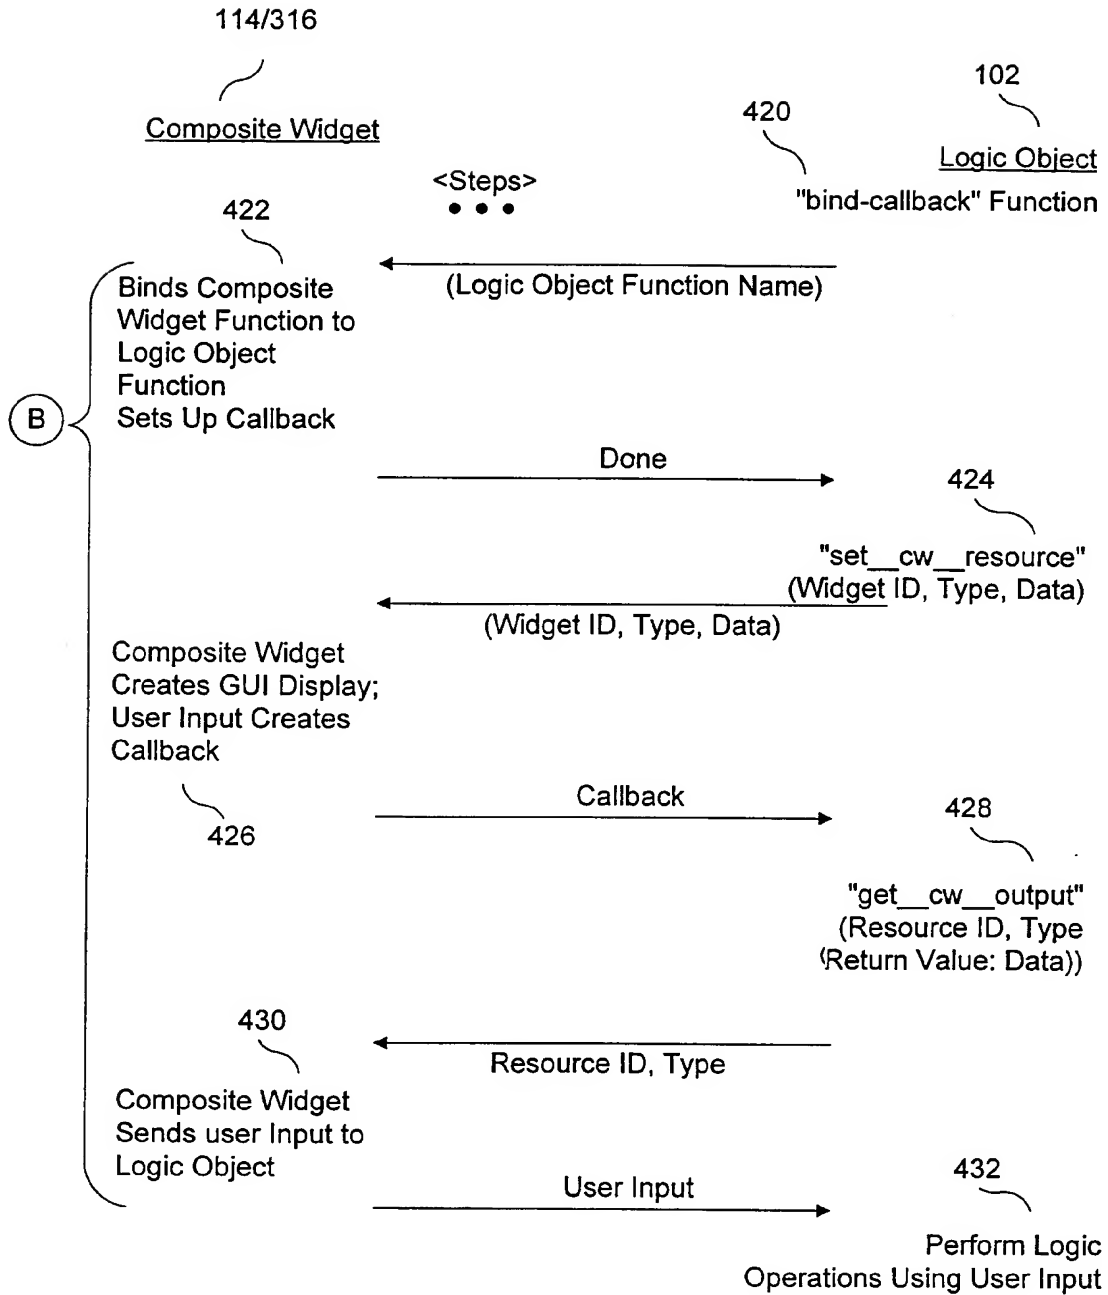 114/316
102
420
Composite Widget
Logic Object
<Steps>
"bind-callback" Function
422
(Logic Object Function Name)
Binds Composite
Widget Function to
Logic Object
Function
Sets Up Callback
B
Done
424
"set__cw__resource"
(Widget ID, Type, Data)
(Widget ID, Type, Data)
Composite Widget
Creates GUI Display;
User Input Creates
Callback
Callback
428
426
"get__cw__output"
(Resource ID, Type
(Return Value: Data))
430
Resource ID, Type
Composite Widget
Sends user Input to
Logic Object
User Input
432
Perform Logic
Operations Using User Input